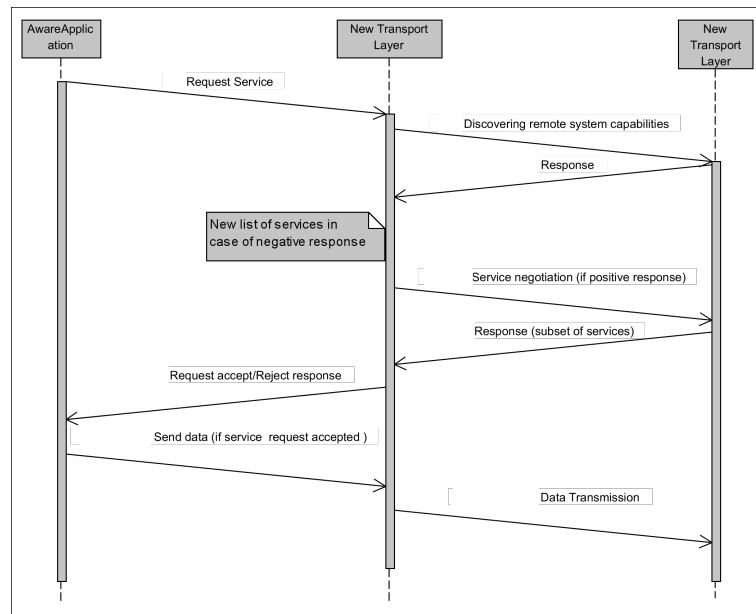 AwareApplic
ation
New Transport
Layer
New
Transport
Layer
Request Service
Discovering remote system capabilities
Response
New list of services in
case of negative response
Service negotiation (if positive response)
Response (subset of services)
Request accept/Reject response
Send data (if service request accepted )
Data Transmission